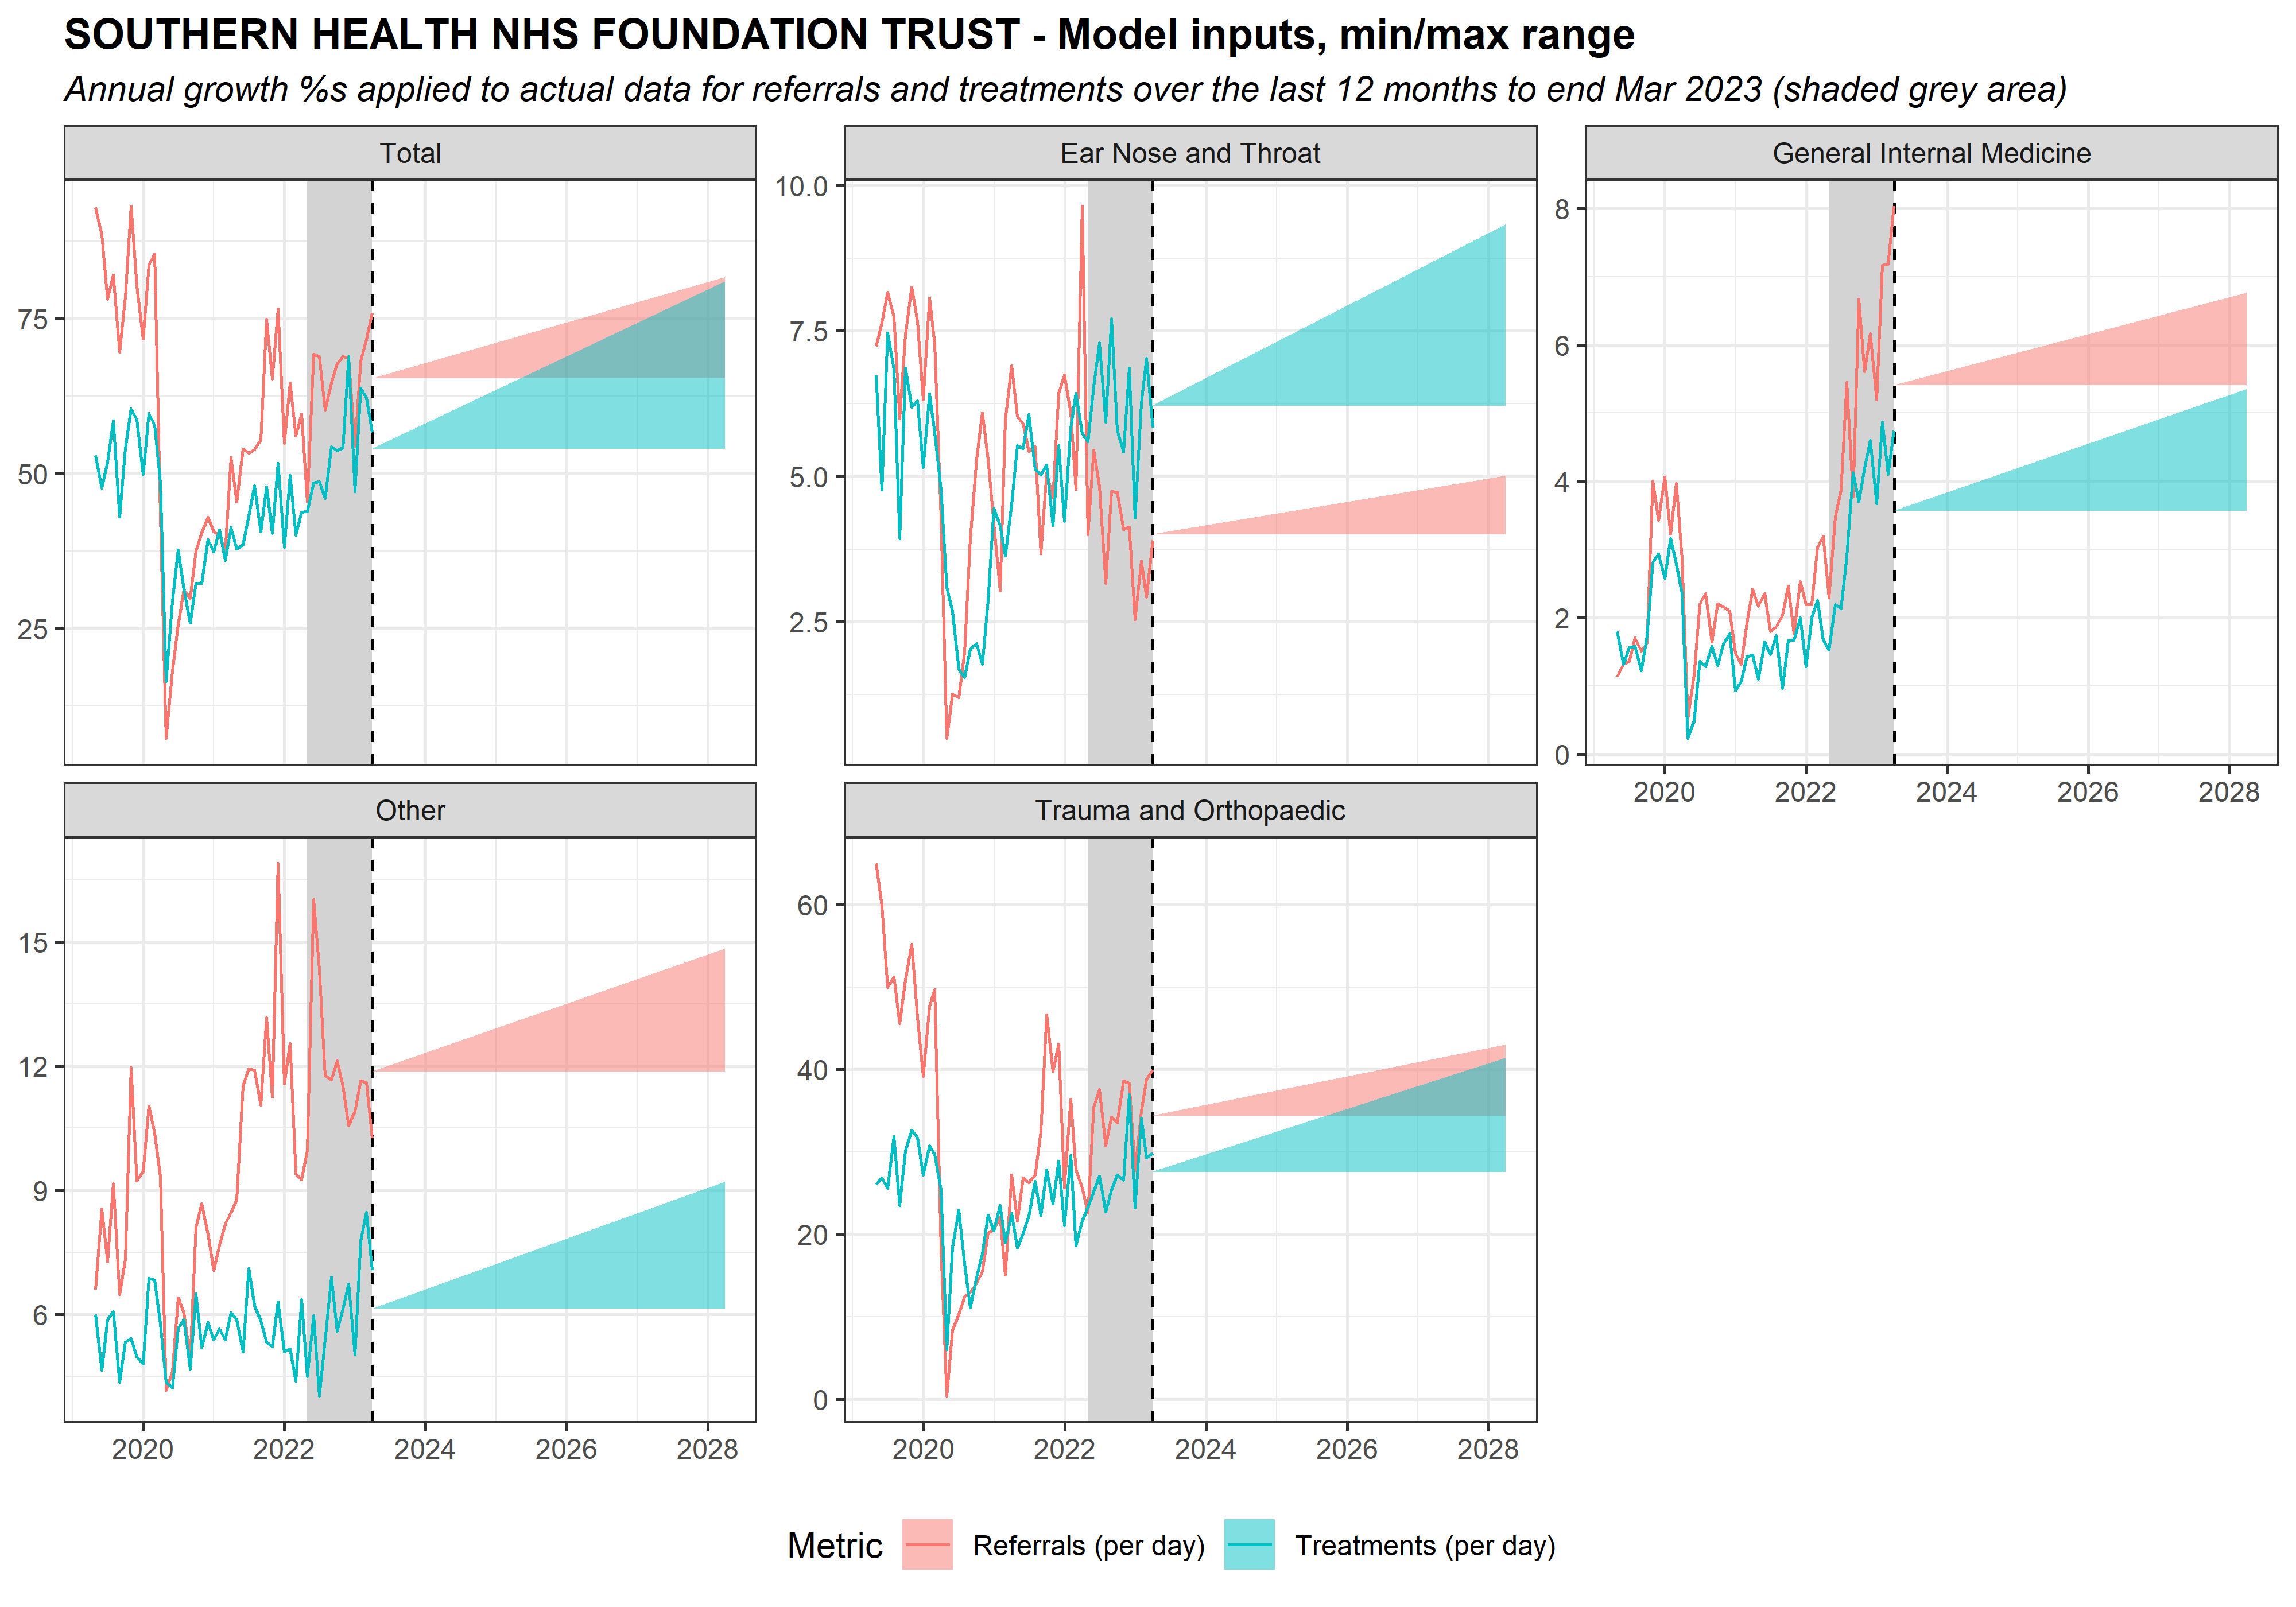 SOUTHERN HEALTH NHS FOUNDATION TRUST - Model inputs, min/max range
Annual growth %s applied to actual data for referrals and treatments over the last 12 months to end Mar 2023 (shaded grey area)
Total
Ear Nose and Throat
General Internal Medicine
75
50
25
10.0
7.5
5.0
2.5
8
6
4
2
0
2020 2022 2024 2026 2028
Other
Trauma and Orthopaedic
15
12
9
6
60
40
20
0
2020 2022 2024 2026 2028
2020 2022 2024 2026 2028
Metric Referrals (per day) Treatments (per day)